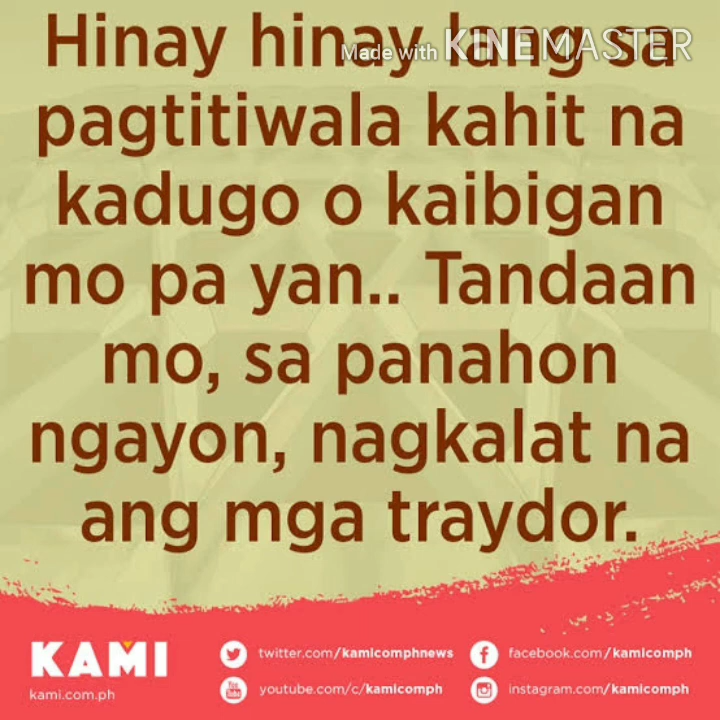 Hinay hinay lang sa
Made with KINEMASTER
pagtitiwala kahit na
kadugo o kaibigan
mo pa yan.. Tandaan
mo, sa panahon
ngayon, nagkalat na
ang mga traydor.
KAMI
kami.com.ph
twitter.com/kamicomphnews
facebook.com/kamicomph
You Tube
youtube.com/c/kamicomph
instagram.com/kamicomph